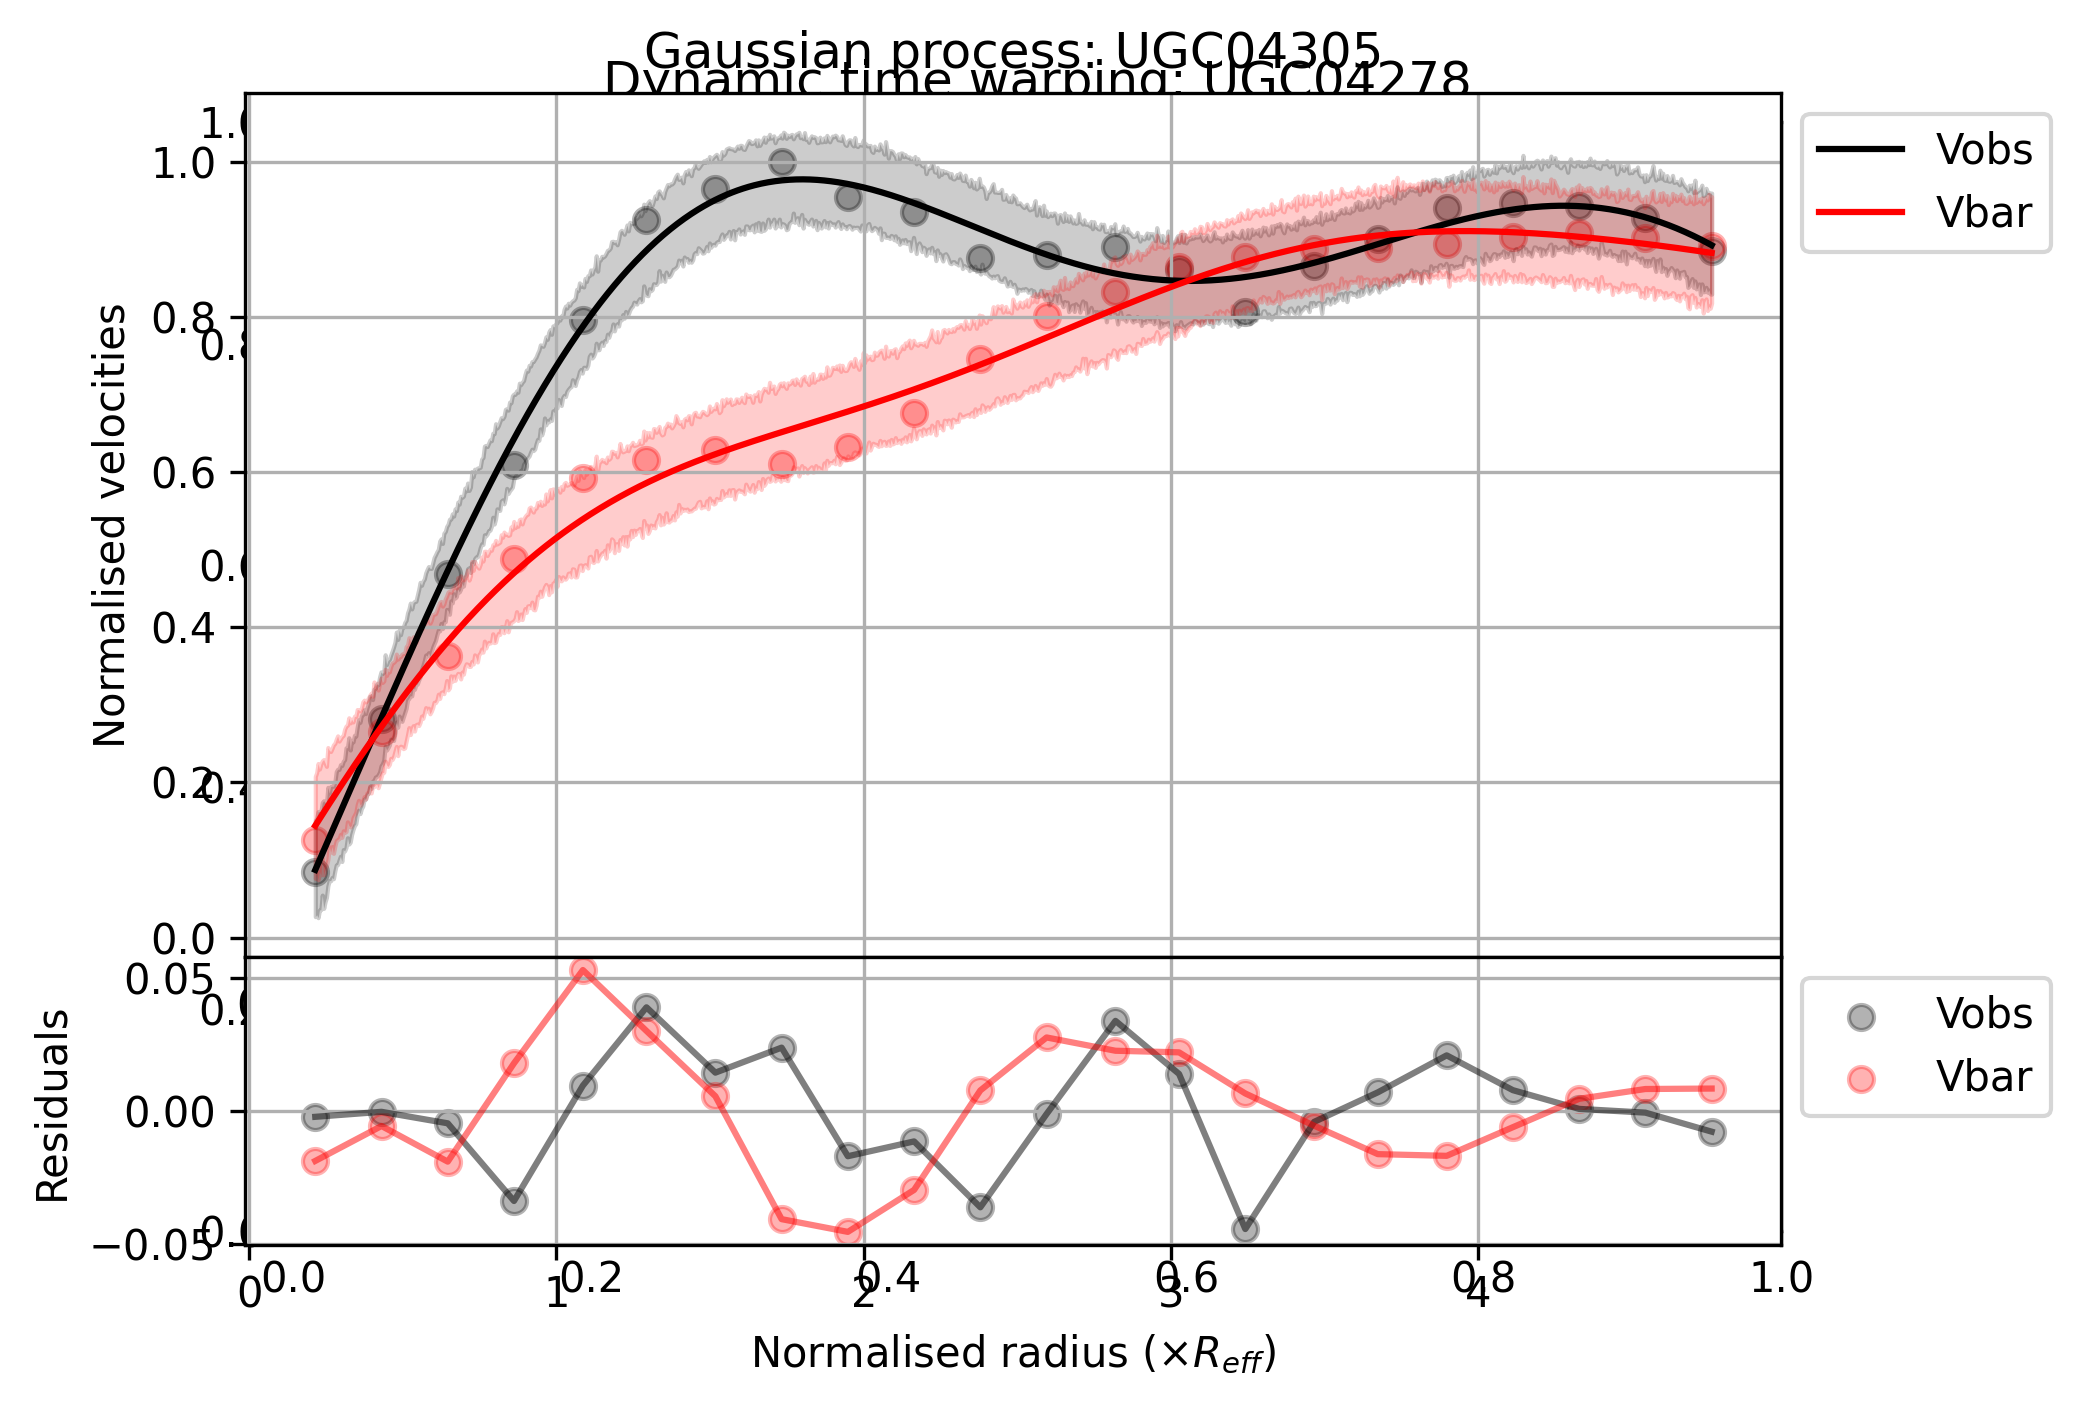 Gaussian process: UGC04305
Dynamic time warping: UGC04278
1.0
0.8
0.6
0.4
0.2
0.0
Normalised velocities
Vobs
Vbar
0.05
0.00
−0.05
Residuals
Vobs
Vbar
0.0 0.2 0.4 0.6 0.8 1.0
0 1 2 3 4
Normalised radius (×R_eff)